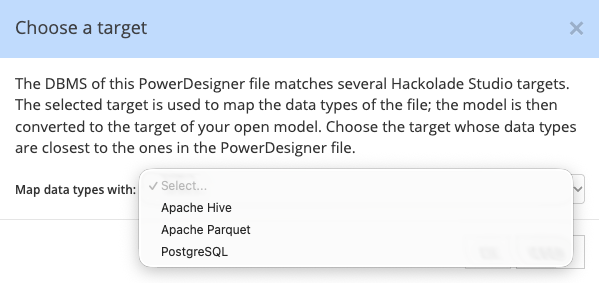 Choose a target
The DBMS of this PowerDesigner file matches several Hackolade Studio targets.
The selected target is used to map the data types of the file; the model is then
converted to the target of your open model. Choose the target whose data types
are closest to the ones in the PowerDesigner file.
Map data types with:
✓ Select...
Apache Hive
Apache Parquet
PostgreSQL